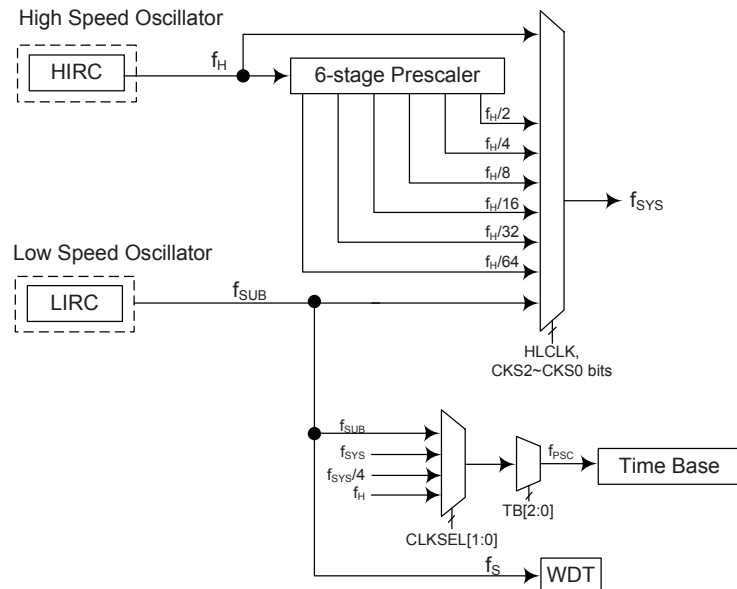 High Speed Oscillator
HIRC
fH
6-stage Prescaler
fH/2
fH/4
fH/8
fH/16
fH/32
fH/64
fSYS
Low Speed Oscillator
LIRC
fSUB
HLCLK,
CKS2~CKS0 bits
fSUB
fSYS
fSYS/4
fH
fPSC
Time Base
TB[2:0]
CLKSEL[1:0]
fS
WDT